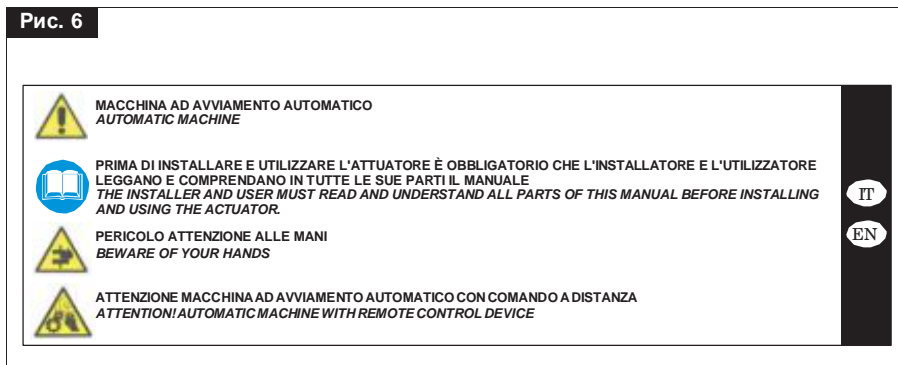 Рис. 6
MACCHINA AD AVVIAMENTO AUTOMATICO
AUTOMATIC MACHINE
PRIMA DI INSTALLARE E UTILIZZARE L'ATTUATORE È OBBLIGATORIO CHE L'INSTALLATORE E L'UTILIZZATORE
LEGGANO E COMPRENDANO IN TUTTE LE SUE PARTI IL MANUALE
THE INSTALLER AND USER MUST READ AND UNDERSTAND ALL PARTS OF THIS MANUAL BEFORE INSTALLING
AND USING THE ACTUATOR.
IT
PERICOLO ATTENZIONE ALLE MANI
BEWARE OF YOUR HANDS
EN
ATTENZIONE MACCHINA AD AVVIAMENTO AUTOMATICO CON COMANDO A DISTANZA
ATTENTION! AUTOMATIC MACHINE WITH REMOTE CONTROL DEVICE